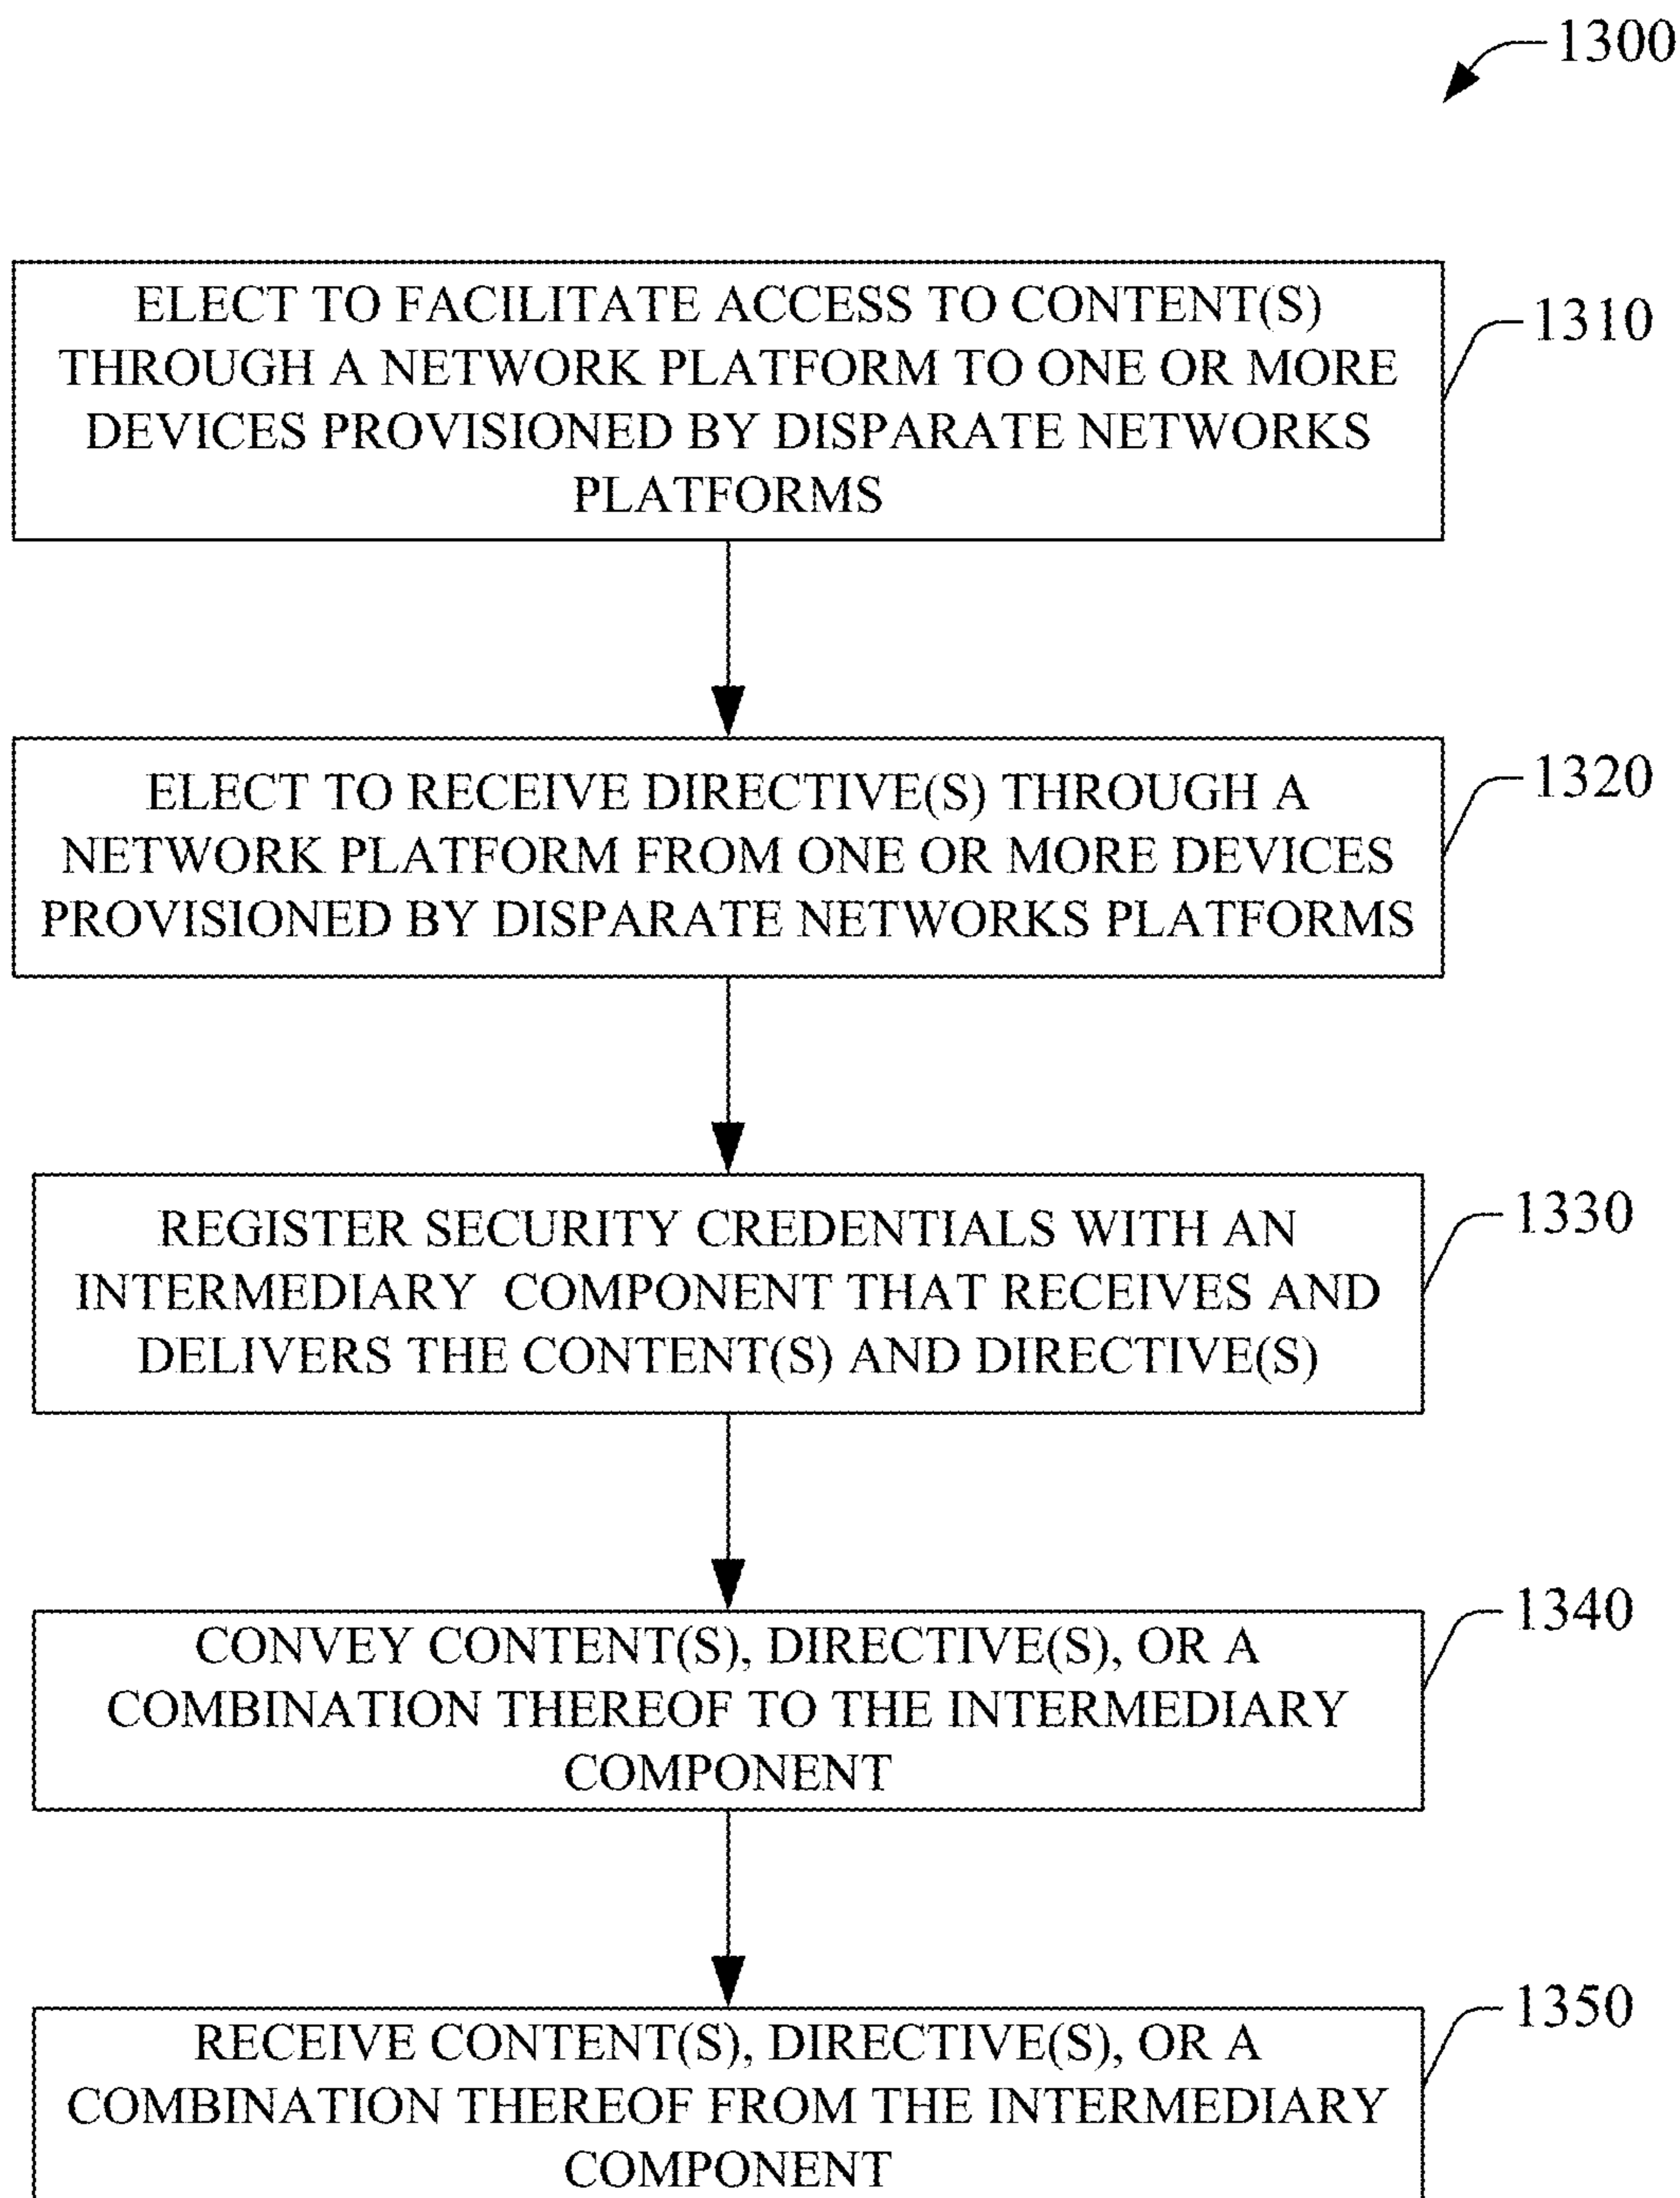 1300
ELECT TO FACILITATE ACCESS TO CONTENT(S)
THROUGH A NETWORK PLATFORM TO ONE OR MORE
DEVICES PROVISIONED BY DISPARATE NETWORKS
PLATFORMS
1310
ELECT TO RECEIVE DIRECTIVE(S) THROUGH A
NETWORK PLATFORM FROM ONE OR MORE DEVICES
PROVISIONED BY DISPARATE NETWORKS PLATFORMS
1320
REGISTER SECURITY CREDENTIALS WITH AN
INTERMEDIARY COMPONENT THAT RECEIVES AND
DELIVERS THE CONTENT(S) AND DIRECTIVE(S)
1330
CONVEY CONTENT(S), DIRECTIVE(S), OR A
COMBINATION THEREOF TO THE INTERMEDIARY
COMPONENT
1340
RECEIVE CONTENT(S), DIRECTIVE(S), OR A
COMBINATION THEREOF FROM THE INTERMEDIARY
COMPONENT
1350